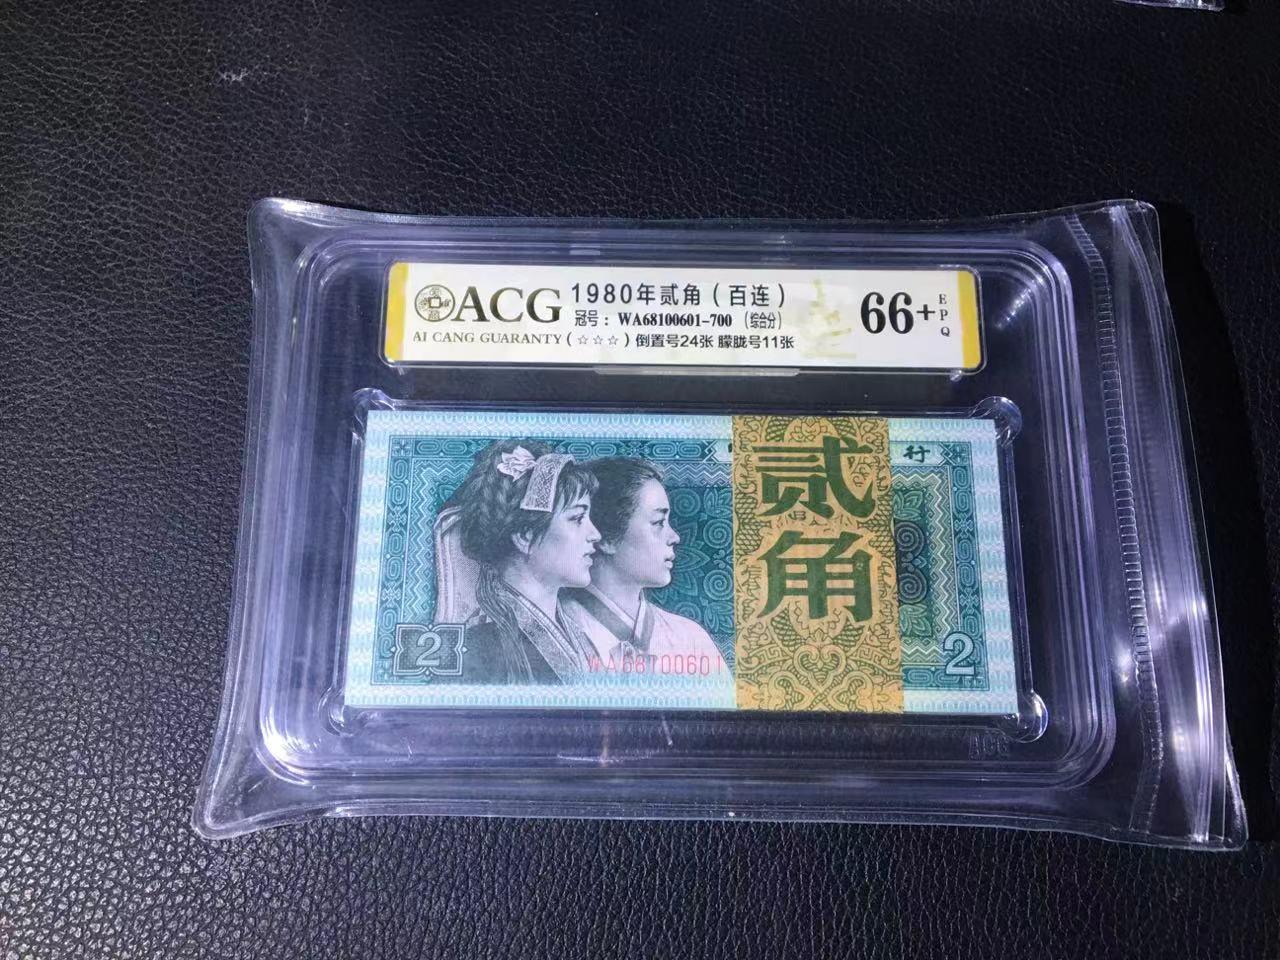 ACG
AI CANG GUARANTY
1980年贰角（百连）
冠号：WA68100601-700 （综合分）
（☆☆☆）倒置号24张 朦胧号11张
66+
EPQ
行
贰角
2
WA68100601
2
ACG